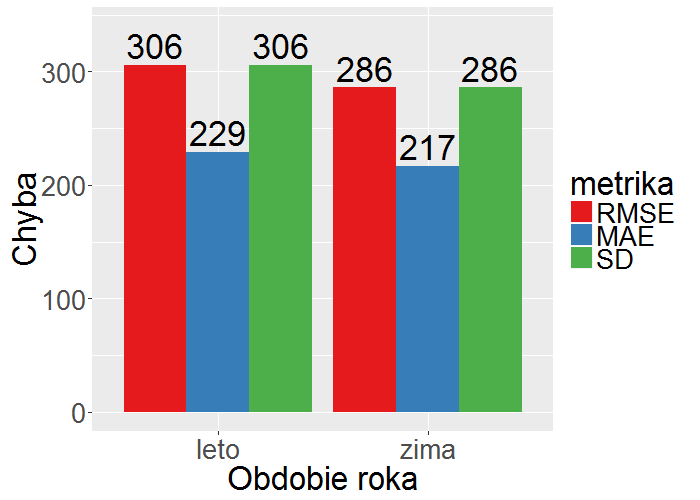 306
306
286
286
229
217
300
200
100
0
Chyba
leto
zima
Obdobie roka
metrika
RMSE
MAE
SD